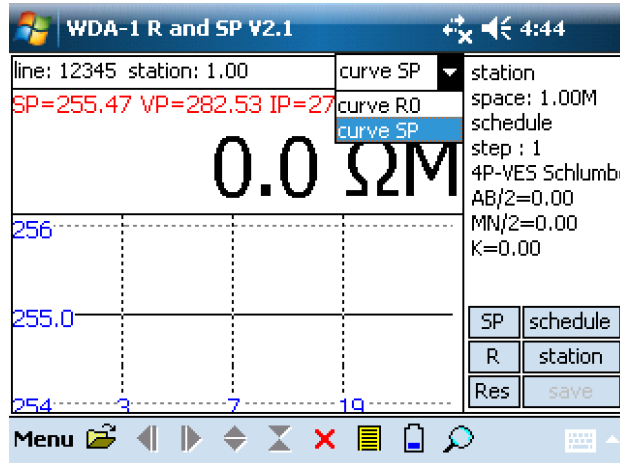 WDA-1 R and SP V2.1 4:44
line: 12345 station: 1.00 curve SP
SP=255.47 VP=282.53 IP=27
curve R0
curve SP
0.0 ΩM
256
255.0
254 3 7 19
station
space: 1.00M
schedule
step : 1
4P-VES Schlumb
AB/2=0.00
MN/2=0.00
K=0.00
SP schedule
R station
Res save
Menu